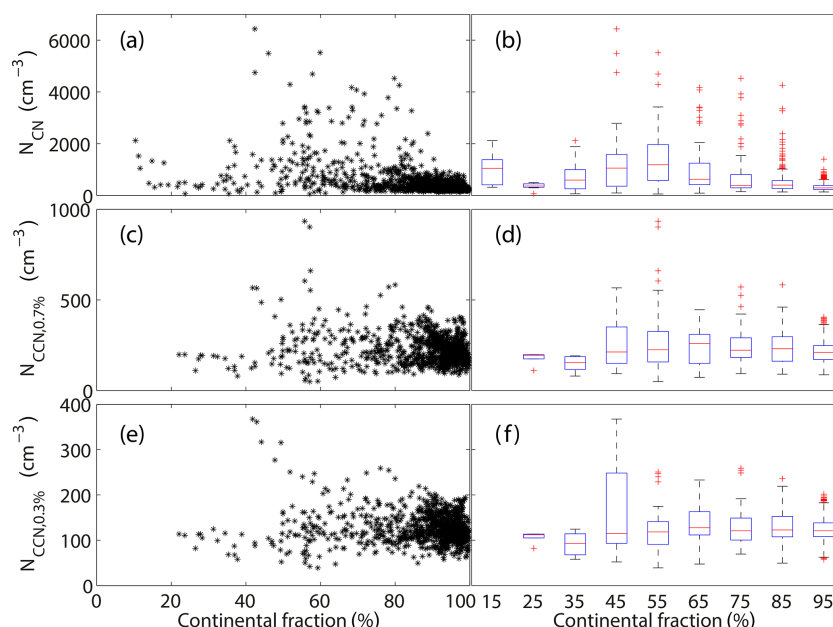 6000
4000
2000
0
N_CN (cm⁻³)
(a)
(b)
1000
500
0
N_CCN,0.7% (cm⁻³)
(c)
(d)
400
300
200
100
0
N_CCN,0.3% (cm⁻³)
(e)
(f)
0 20 40 60 80 100
15 25 35 45 55 65 75 85 95
Continental fraction (%)
Continental fraction (%)